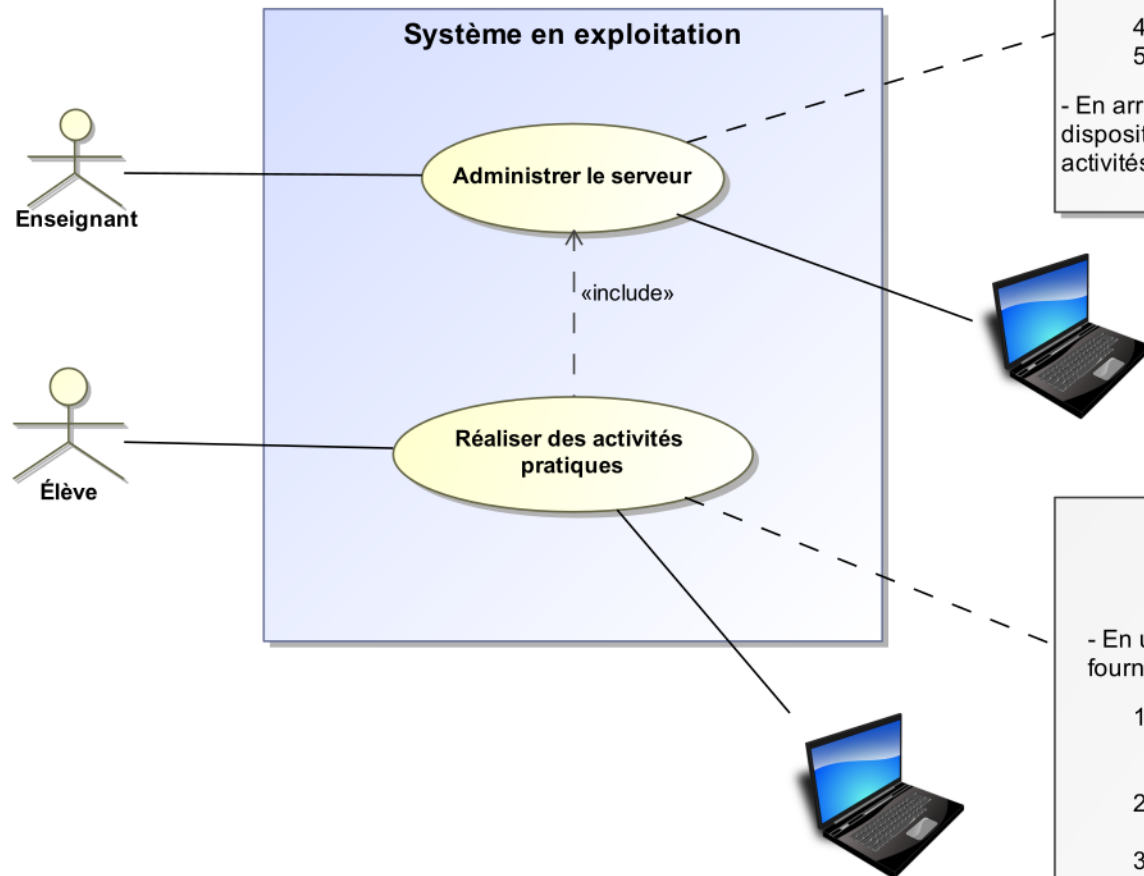 Système en exploitation
4
5
- En arr
disposit
activités
Administrer le serveur
Enseignant
«include»
Réaliser des activités
pratiques
Élève
- En u
fourn
1
2
3